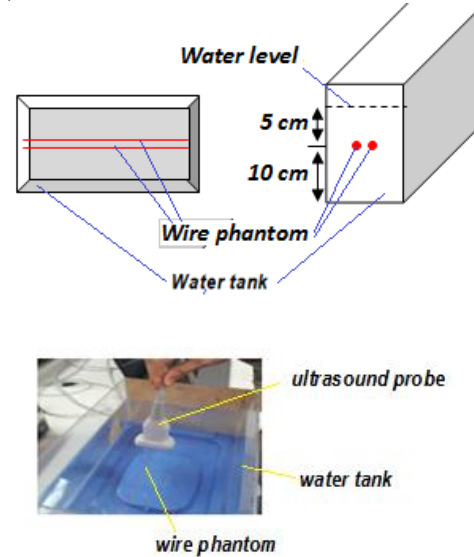 Water level
5 cm
10 cm
Wire phantom
Water tank
ultrasound probe
water tank
wire phantom